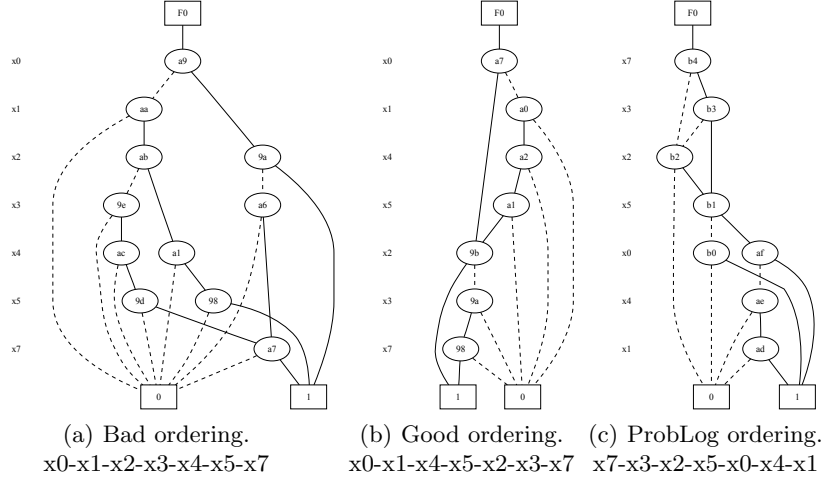 F0
x0
a9
x1
aa
x2
ab
9a
x3
9e
a6
x4
ac
a1
x5
9d
98
x7
a7
0
1
(a) Bad ordering.
x0-x1-x2-x3-x4-x5-x7
F0
x0
a7
x1
a0
x4
a2
x5
a1
x2
9b
x3
9a
x7
98
1
0
(b) Good ordering.
x0-x1-x4-x5-x2-x3-x7
F0
x7
b4
x3
b3
x2
b2
x5
b1
x0
b0
af
x4
ae
x1
ad
0
1
(c) ProbLog ordering.
x7-x3-x2-x5-x0-x4-x1